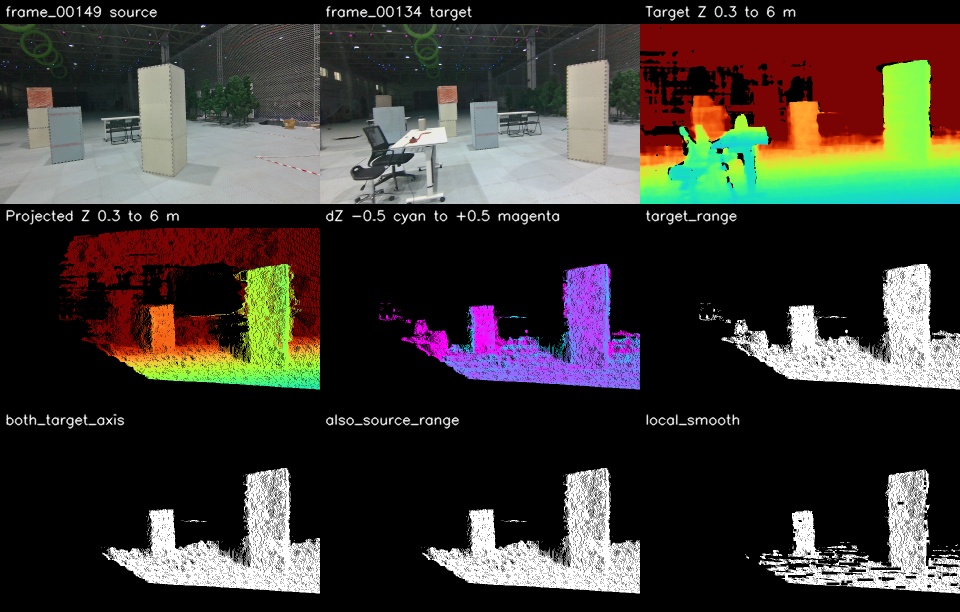 frame_00149 source
frame_00134 target
Target Z 0.3 to 6 m
Projected Z 0.3 to 6 m
dZ −0.5 cyan to +0.5 magenta
target_range
both_target_axis
also_source_range
local_smooth